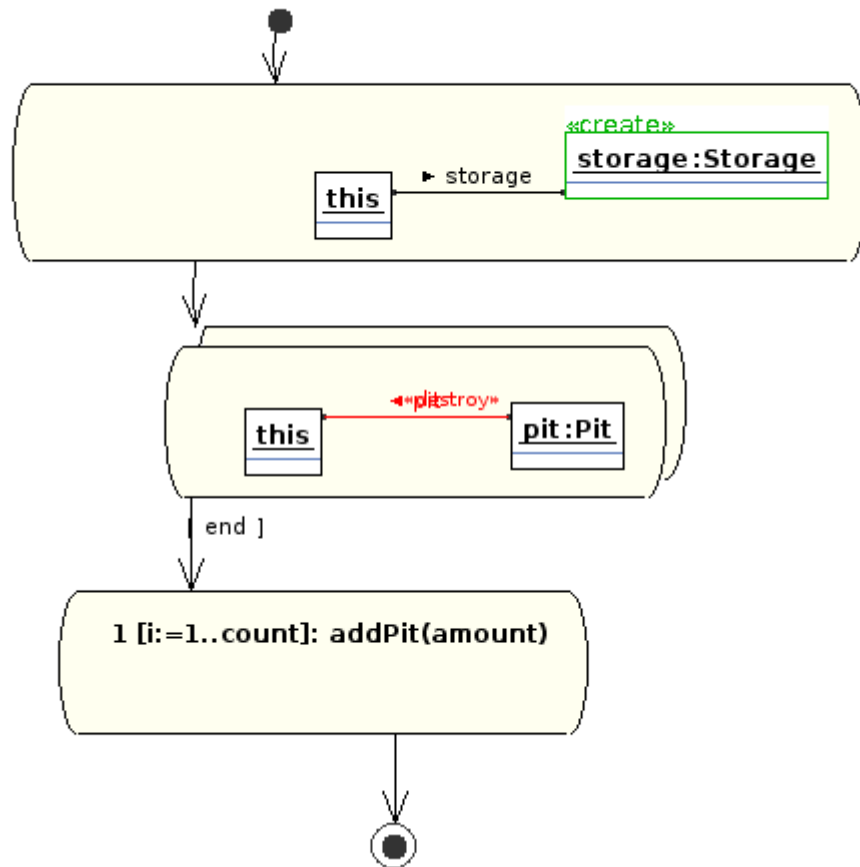 «create»
storage:Storage
► storage
this
this
pit:Pit
[ end ]
1 [i:=1..count]: addPit(amount)